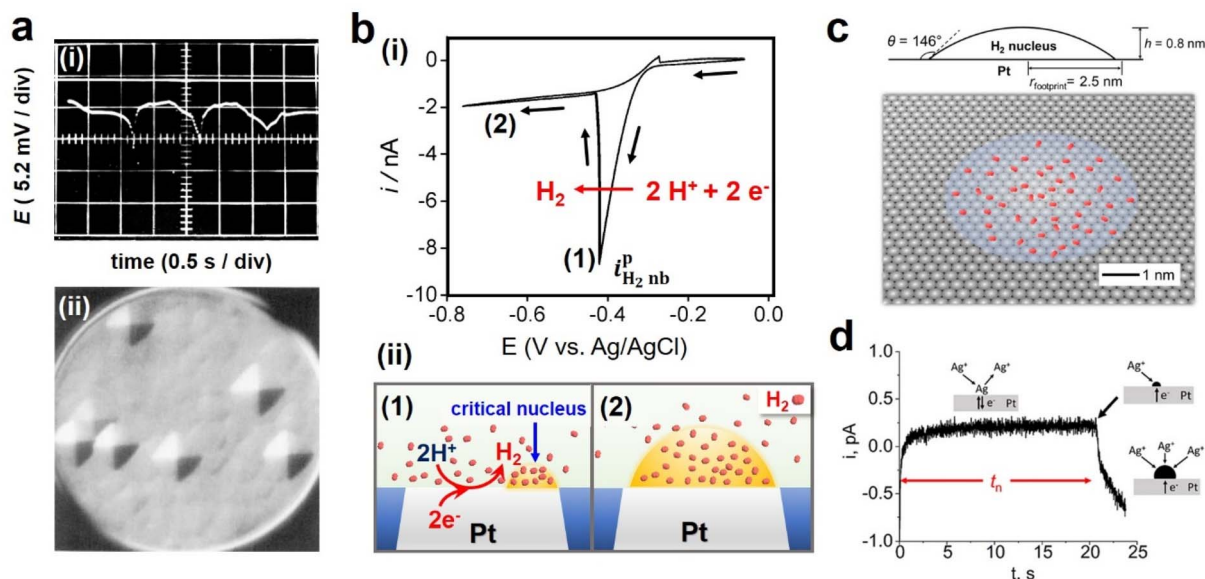 a
(i)
E ( 5.2 mV / div)
time (0.5 s / div)
(ii)
b
(i)
0
-2
-4
-6
-8
-10
i / nA
-0.8
-0.6
-0.4
-0.2
0.0
E (V vs. Ag/AgCl)
(2)
H₂
2 H⁺ + 2 e⁻
(1)
iᵖH₂ nb
(ii)
(1)
critical nucleus
2H⁺
H₂
2e⁻
Pt
(2)
H₂
Pt
c
θ = 146°
H₂ nucleus
h = 0.8 nm
Pt
r footprint = 2.5 nm
1 nm
d
1.0
0.5
0.0
-0.5
-1.0
i, pA
Ag⁺
Ag⁺
Ag
e⁻ Pt
tₙ
Ag⁺
e⁻ Pt
Ag⁺
Ag⁺
Ag⁺
e⁻ Pt
0
5
10
15
20
25
t, s